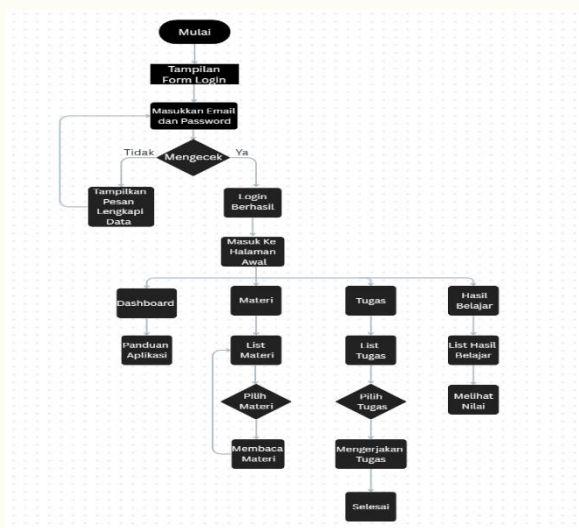 Mulai
Tampilan
Form Login
Masukkan Email
dan Password
Tidak
Mengecek
Ya
Tampilkan
Pesan
Lengkapi
Data
Login
Berhasil
Masuk Ke
Halaman
Awal
Dashboard
Materi
Tugas
Hasil
Belajar
Panduan
Aplikasi
List
Materi
List
Tugas
List Hasil
Belajar
Pilih
Materi
Pilih
Tugas
Melihat
Nilai
Membaca
Materi
Mengerjakan
Tugas
Selesai